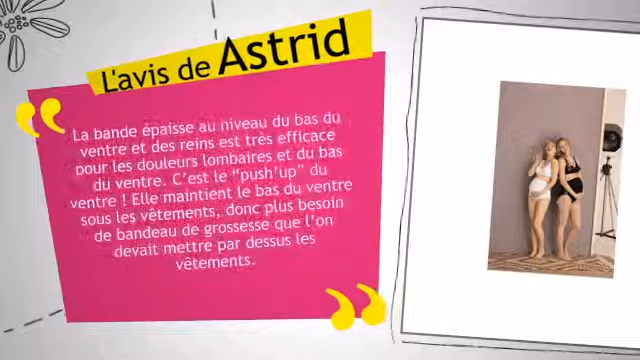 L'avis de Astrid
La bande épaisse au niveau du bas du
ventre et des reins est très efficace
pour les douleurs lombaires et du bas
du ventre. C'est le "push up" du
ventre ! Elle maintient le bas du ventre
sous les vêtements, donc plus besoin
de bandeau de grossesse que l'on
devait mettre par dessus les
vêtements.